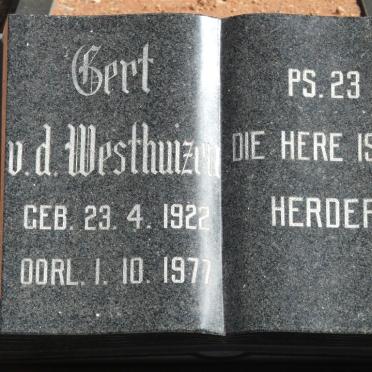 Gert
v.d. Westhuizen
GEB. 23. 4. 1922
OORL. 1. 10. 1977
PS. 23
DIE HERE IS
HERDER